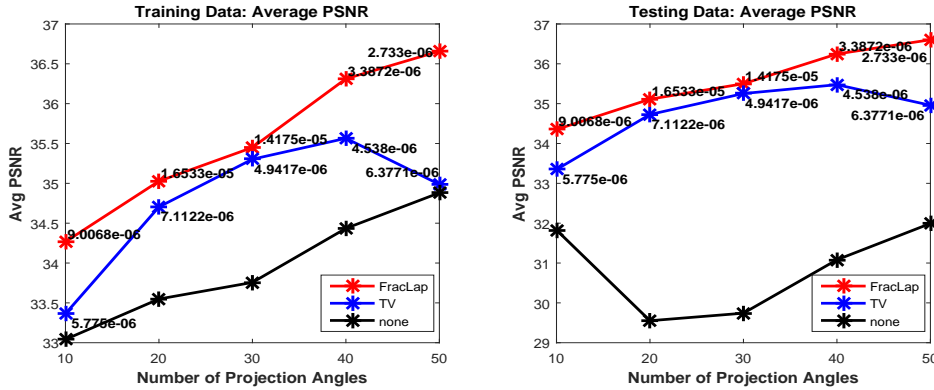 Training Data: Average PSNR
37
36.5
36
35.5
35
34.5
34
33.5
33
Avg PSNR
2.733e-06
3.3872e-06
1.4175e-05
4.538e-06
1.6533e-05
4.9417e-06
6.3771e-06
7.1122e-06
9.0068e-06
5.775e-06
FracLap
TV
none
10 20 30 40 50
Number of Projection Angles
Testing Data: Average PSNR
37
36
35
34
33
32
31
30
29
Avg PSNR
3.3872e-06
2.733e-06
1.4175e-05
1.6533e-05
4.538e-06
4.9417e-06
6.3771e-06
9.0068e-06
7.1122e-06
5.775e-06
FracLap
TV
none
10 20 30 40 50
Number of Projection Angles